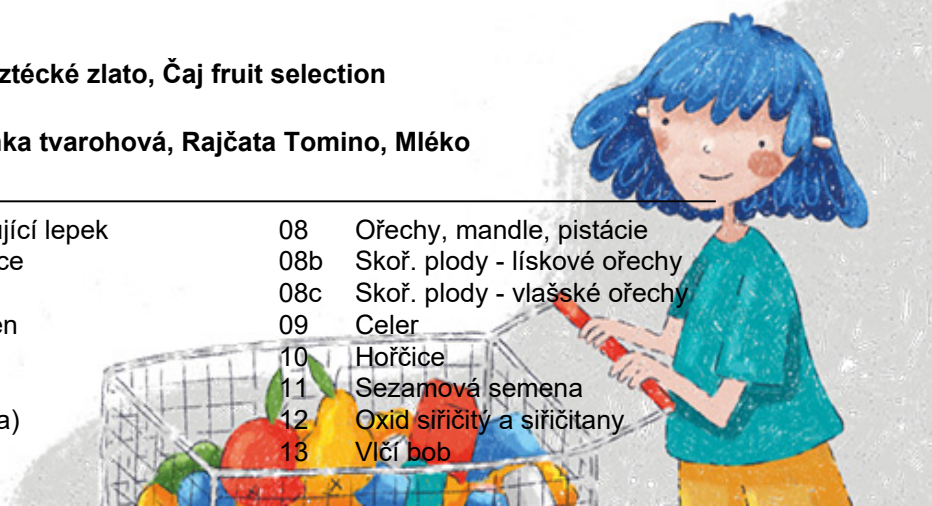 ztécké zlato, Čaj fruit selection
ka tvarohová, Rajčata Tomino, Mléko
jící lepek 08 Ořechy, mandle, pistácie
ce 08b Skoř. plody - lískové ořechy
08c Skoř. plody - vlašské ořechy
en 09 Celer
10 Hořčice
11 Sezamová semena
a) 12 Oxid siřičitý a siřičitany
13 Vlčí bob